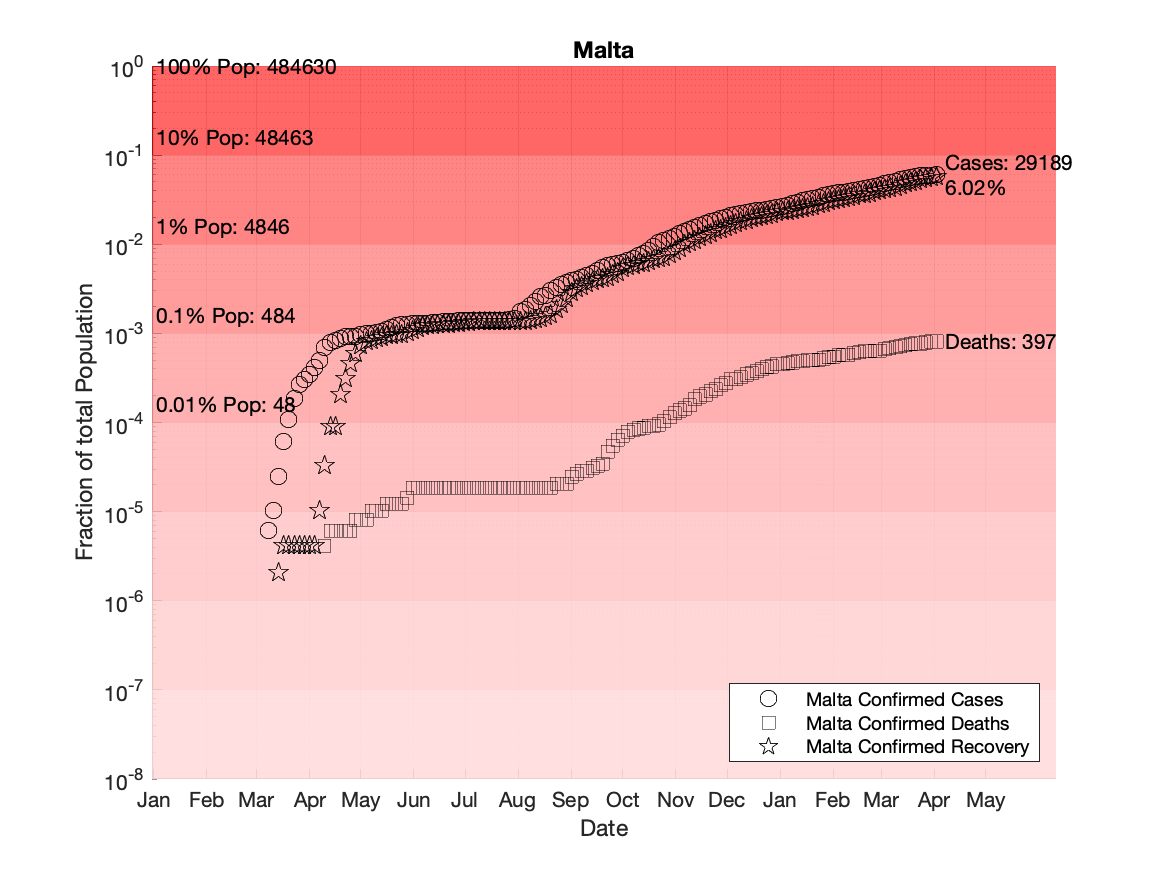 Malta
10^0
100% Pop: 484630
10% Pop: 48463
10^-1
Cases: 29189
6.02%
1% Pop: 4846
10^-2
0.1% Pop: 484
10^-3
Deaths: 397
0.01% Pop: 48
10^-4
10^-5
10^-6
10^-7
10^-8
Fraction of total Population
Malta Confirmed Cases
Malta Confirmed Deaths
Malta Confirmed Recovery
Jan Feb Mar Apr May Jun Jul Aug Sep Oct Nov Dec Jan Feb Mar Apr May
Date